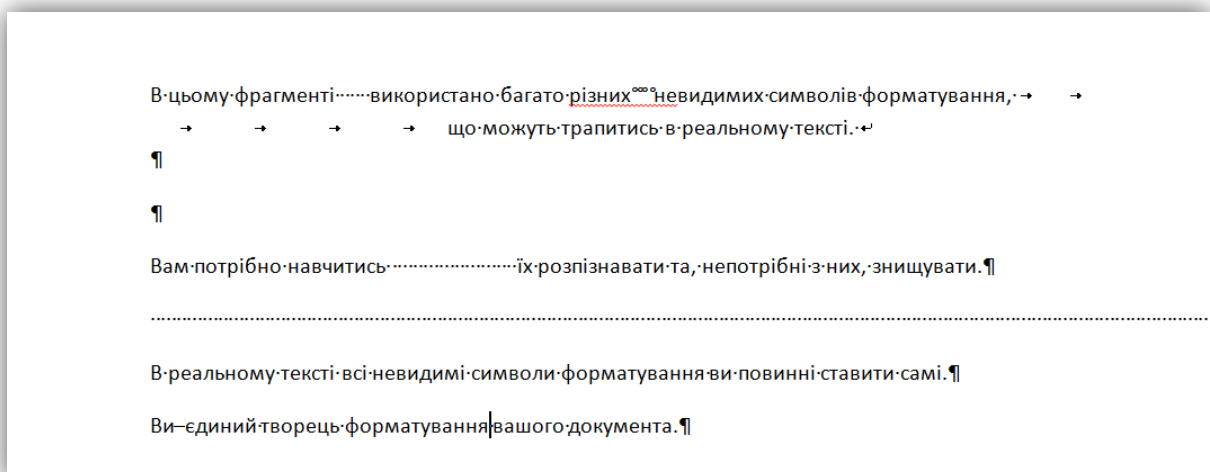 В·цьому·фрагменті······використано·багато·різних°°°°невидимих·символів·форматування,·→ →
→ → → → що·можуть·трапитись·в·реальному·тексті.·↵
¶
¶
Вам·потрібно·навчитись·························їх·розпізнавати·та,·непотрібні·з·них,·знищувати.¶
····································································································································································
В·реальному·тексті·всі·невидимі·символи·форматування·ви·повинні·ставити·самі.¶
Ви–єдиний·творець·форматування·вашого·документа.¶